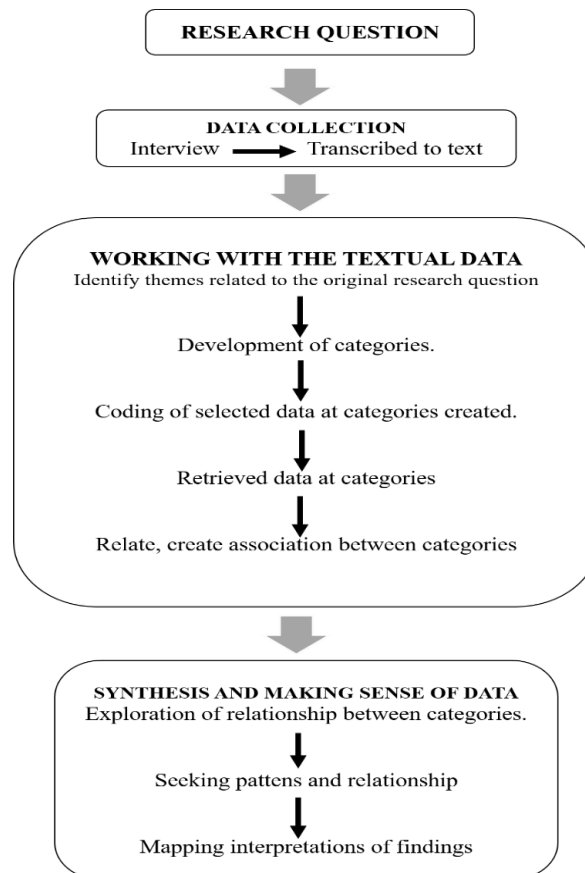 RESEARCH QUESTION
DATA COLLECTION
Interview Transcribed to text
WORKING WITH THE TEXTUAL DATA
Identify themes related to the original research question
Development of categories.
Coding of selected data at categories created.
Retrieved data at categories
Relate, create association between categories
SYNTHESIS AND MAKING SENSE OF DATA
Exploration of relationship between categories.
Seeking pattens and relationship
Mapping interpretations of findings